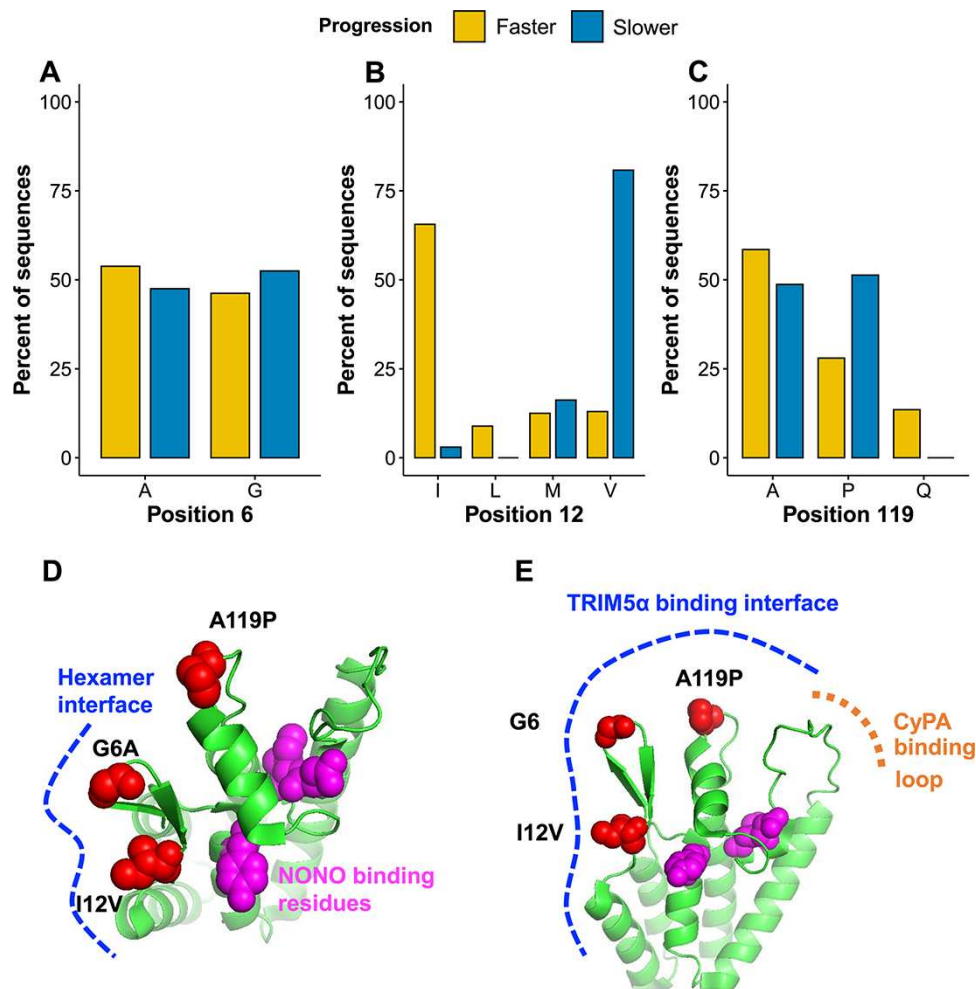 Progression Faster Slower
A
Percent of sequences
100
75
50
25
0
A G
Position 6
B
Percent of sequences
100
75
50
25
0
I L M V
Position 12
C
Percent of sequences
100
75
50
25
0
A P Q
Position 119
D
A119P
Hexamer
interface
G6A
I12V
NONO binding
residues
E
TRIM5α binding interface
A119P
G6
CyPA
binding
loop
I12V